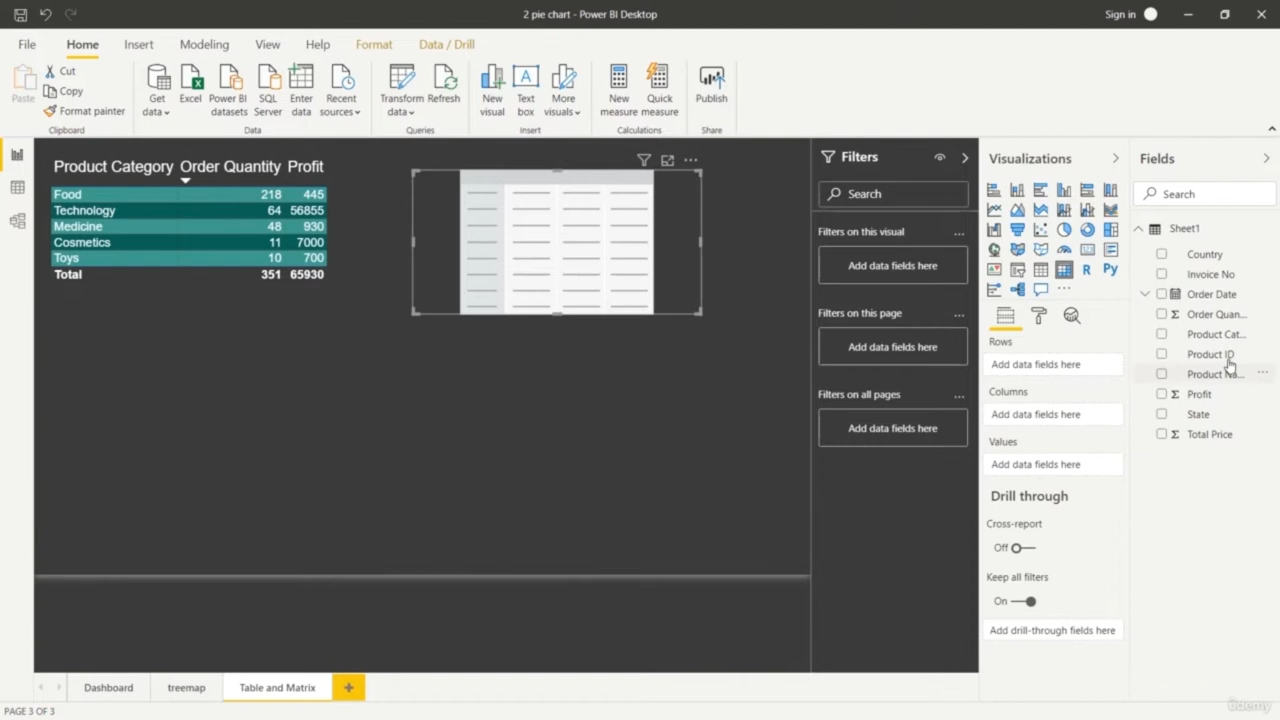 2 pie chart - Power BI Desktop
Sign in
File Home Insert Modeling View Help Format Data / Drill
Paste
Cut
Copy
Format painter
Clipboard
Get data
Excel
Power BI datasets
SQL Server
Enter data
Recent sources
Data
Transform data
Refresh
Queries
New visual
Text box
More visuals
Insert
New measure
Quick measure
Calculations
Publish
Share
Product Category Order Quantity Profit
Food 218 445
Technology 64 56855
Medicine 48 930
Cosmetics 11 7000
Toys 10 700
Total 351 65930
Filters
Search
Filters on this visual
Add data fields here
Filters on this page
Add data fields here
Filters on all pages
Add data fields here
Visualizations
R Py
Rows
Add data fields here
Columns
Add data fields here
Values
Add data fields here
Drill through
Cross-report
Off
Keep all filters
On
Add drill-through fields here
Fields
Search
Sheet1
Country
Invoice No
Order Date
Σ Order Quan...
Product Cat...
Product ID
Product Na...
Σ Profit
State
Σ Total Price
Dashboard treemap Table and Matrix +
PAGE 3 OF 3
ûdemy